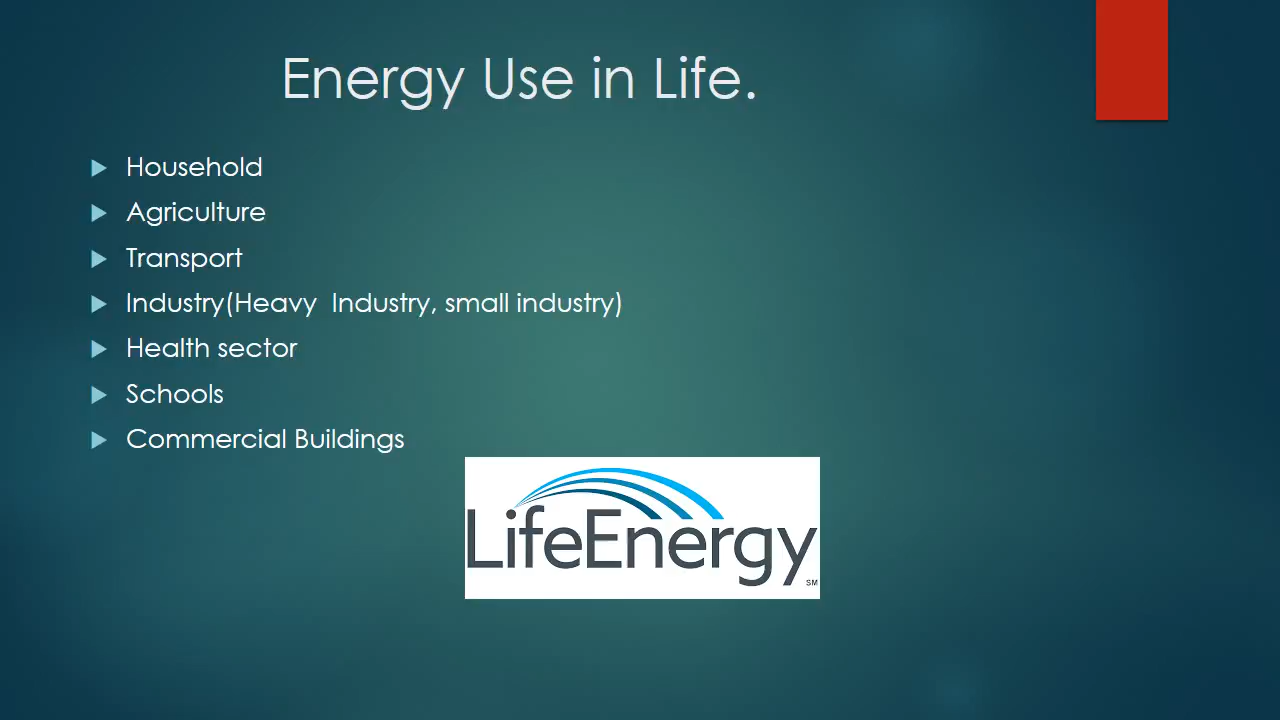 Energy Use in Life.
Household
Agriculture
Transport
Industry(Heavy  Industry, small industry)
Health sector
Schools
Commercial Buildings
LifeEnergy
SM